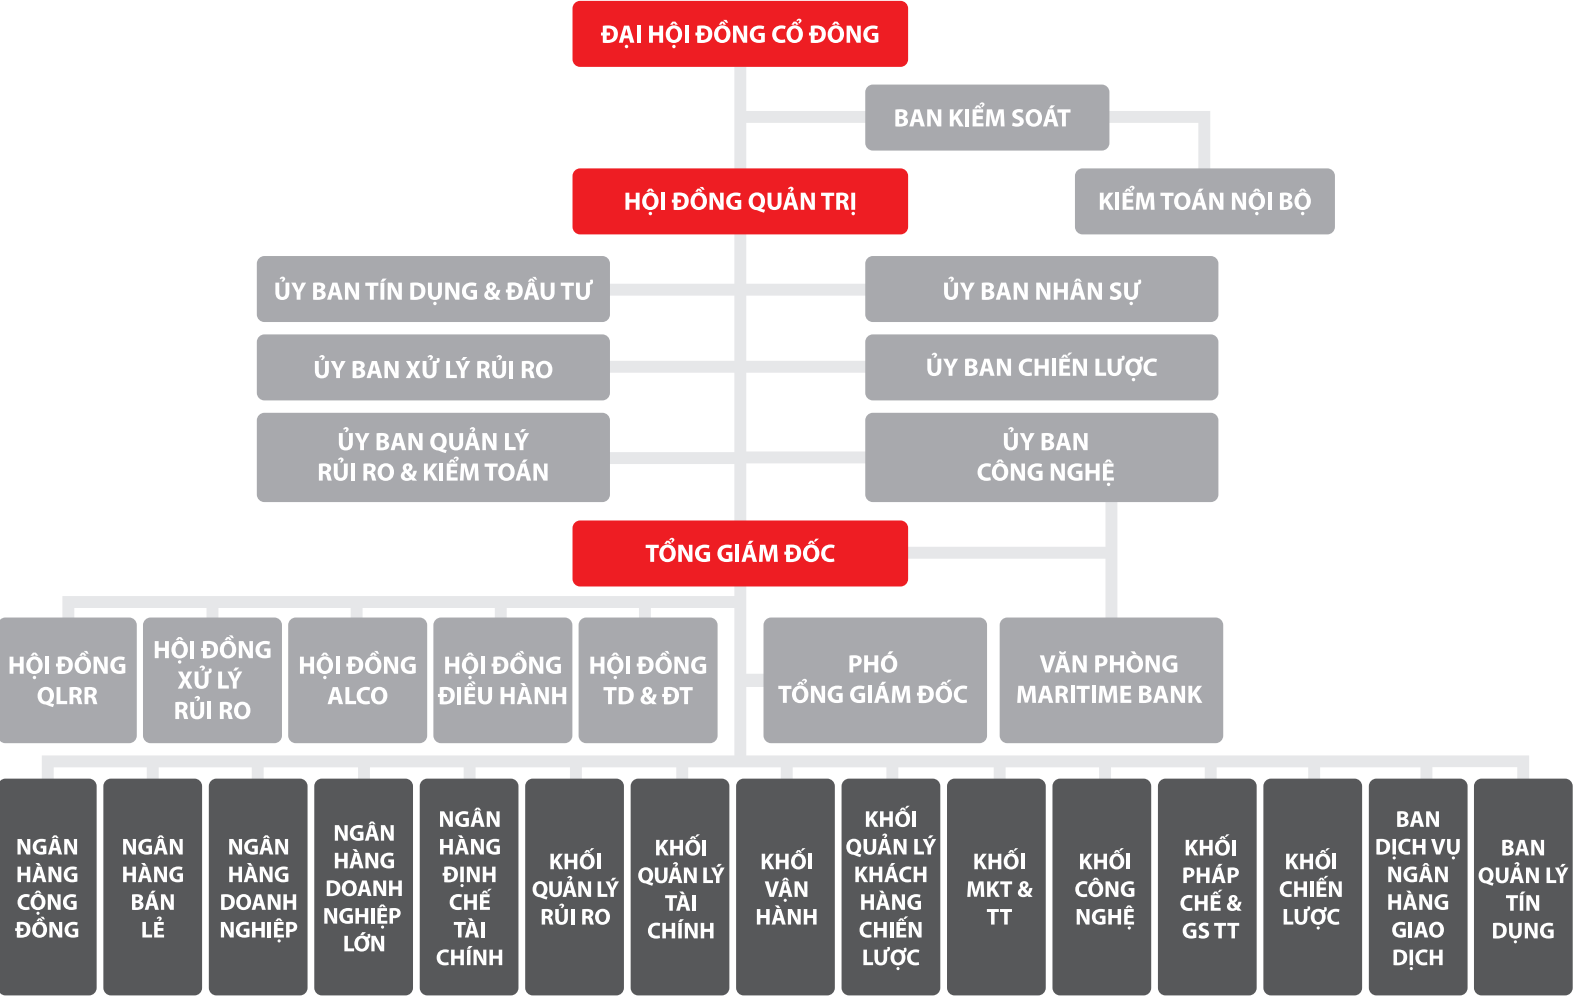 ĐẠI HỘI ĐỒNG CỔ ĐÔNG
BAN KIỂM SOÁT
HỘI ĐỒNG QUẢN TRỊ
KIỂM TOÁN NỘI BỘ
ỦY BAN TÍN DỤNG & ĐẦU TƯ
ỦY BAN NHÂN SỰ
ỦY BAN XỬ LÝ RỦI RO
ỦY BAN CHIẾN LƯỢC
ỦY BAN QUẢN LÝ
RỦI RO & KIỂM TOÁN
ỦY BAN
CÔNG NGHỆ
TỔNG GIÁM ĐỐC
HỘI ĐỒNG
QLRR
HỘI ĐỒNG
XỬ LÝ
RỦI RO
HỘI ĐỒNG
ALCO
HỘI ĐỒNG
ĐIỀU HÀNH
HỘI ĐỒNG
TD & ĐT
PHÓ
TỔNG GIÁM ĐỐC
VĂN PHÒNG
MARITIME BANK
NGÂN
HÀNG
CỘNG
ĐỒNG
NGÂN
HÀNG
BÁN
LẺ
NGÂN
HÀNG
DOANH
NGHIỆP
NGÂN
HÀNG
DOANH
NGHIỆP
LỚN
NGÂN
HÀNG
ĐỊNH
CHẾ
TÀI
CHÍNH
KHỐI
QUẢN LÝ
RỦI RO
KHỐI
QUẢN LÝ
TÀI
CHÍNH
KHỐI
VẬN
HÀNH
KHỐI
QUẢN LÝ
KHÁCH
HÀNG
CHIẾN
LƯỢC
KHỐI
MKT &
TT
KHỐI
CÔNG
NGHỆ
KHỐI
PHÁP
CHẾ &
GS TT
KHỐI
CHIẾN
LƯỢC
BAN
DỊCH VỤ
NGÂN
HÀNG
GIAO
DỊCH
BAN
QUẢN LÝ
TÍN
DỤNG